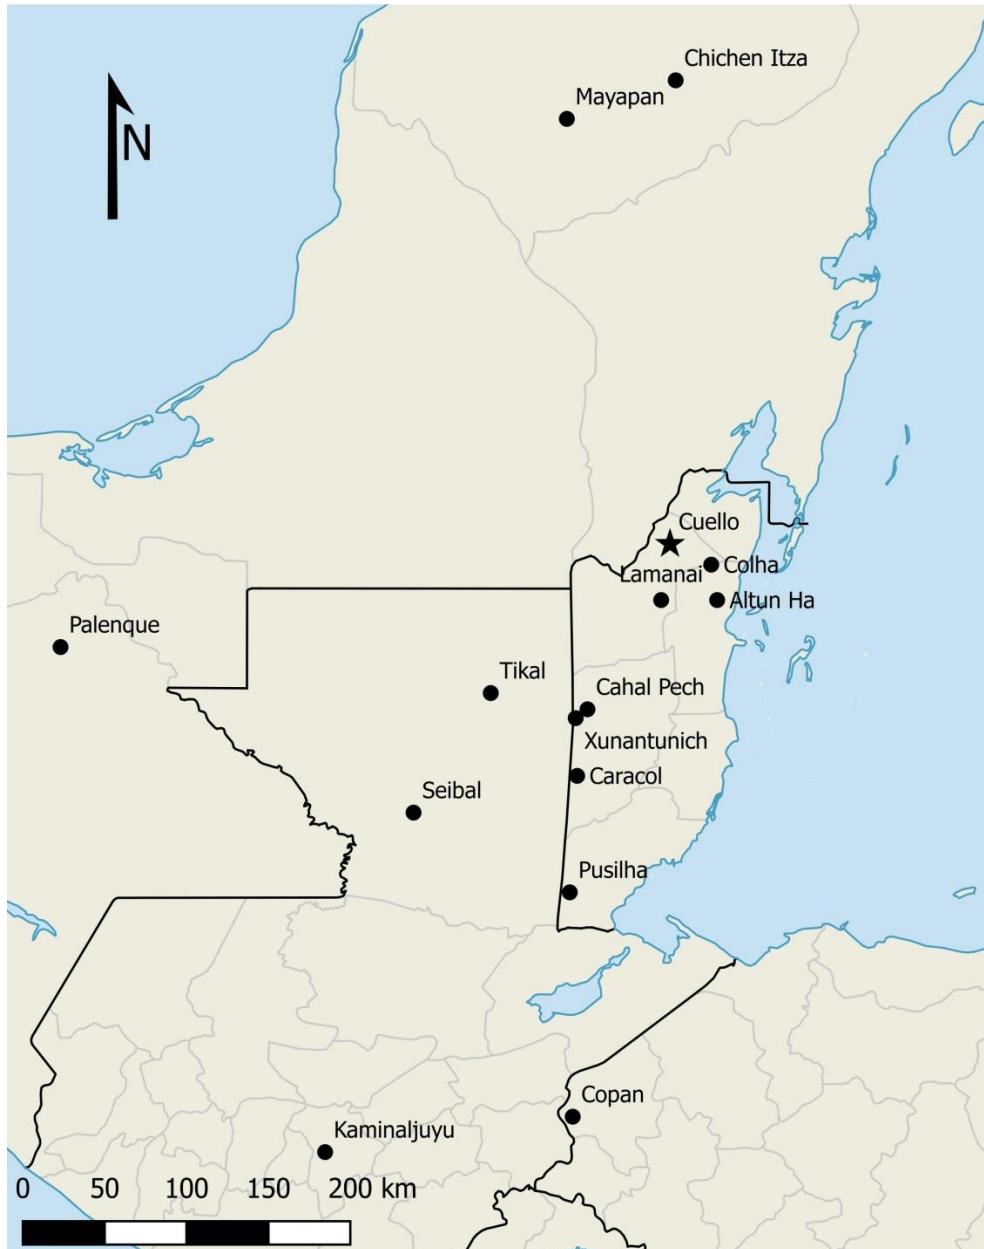 Chichen Itza
Mayapan
N
Cuello
Colha
Lamanai
Altun Ha
Palenque
Tikal
Cahal Pech
Xunantunich
Caracol
Seibal
Pusilha
Copan
Kaminaljuyu
0 50 100 150 200 km